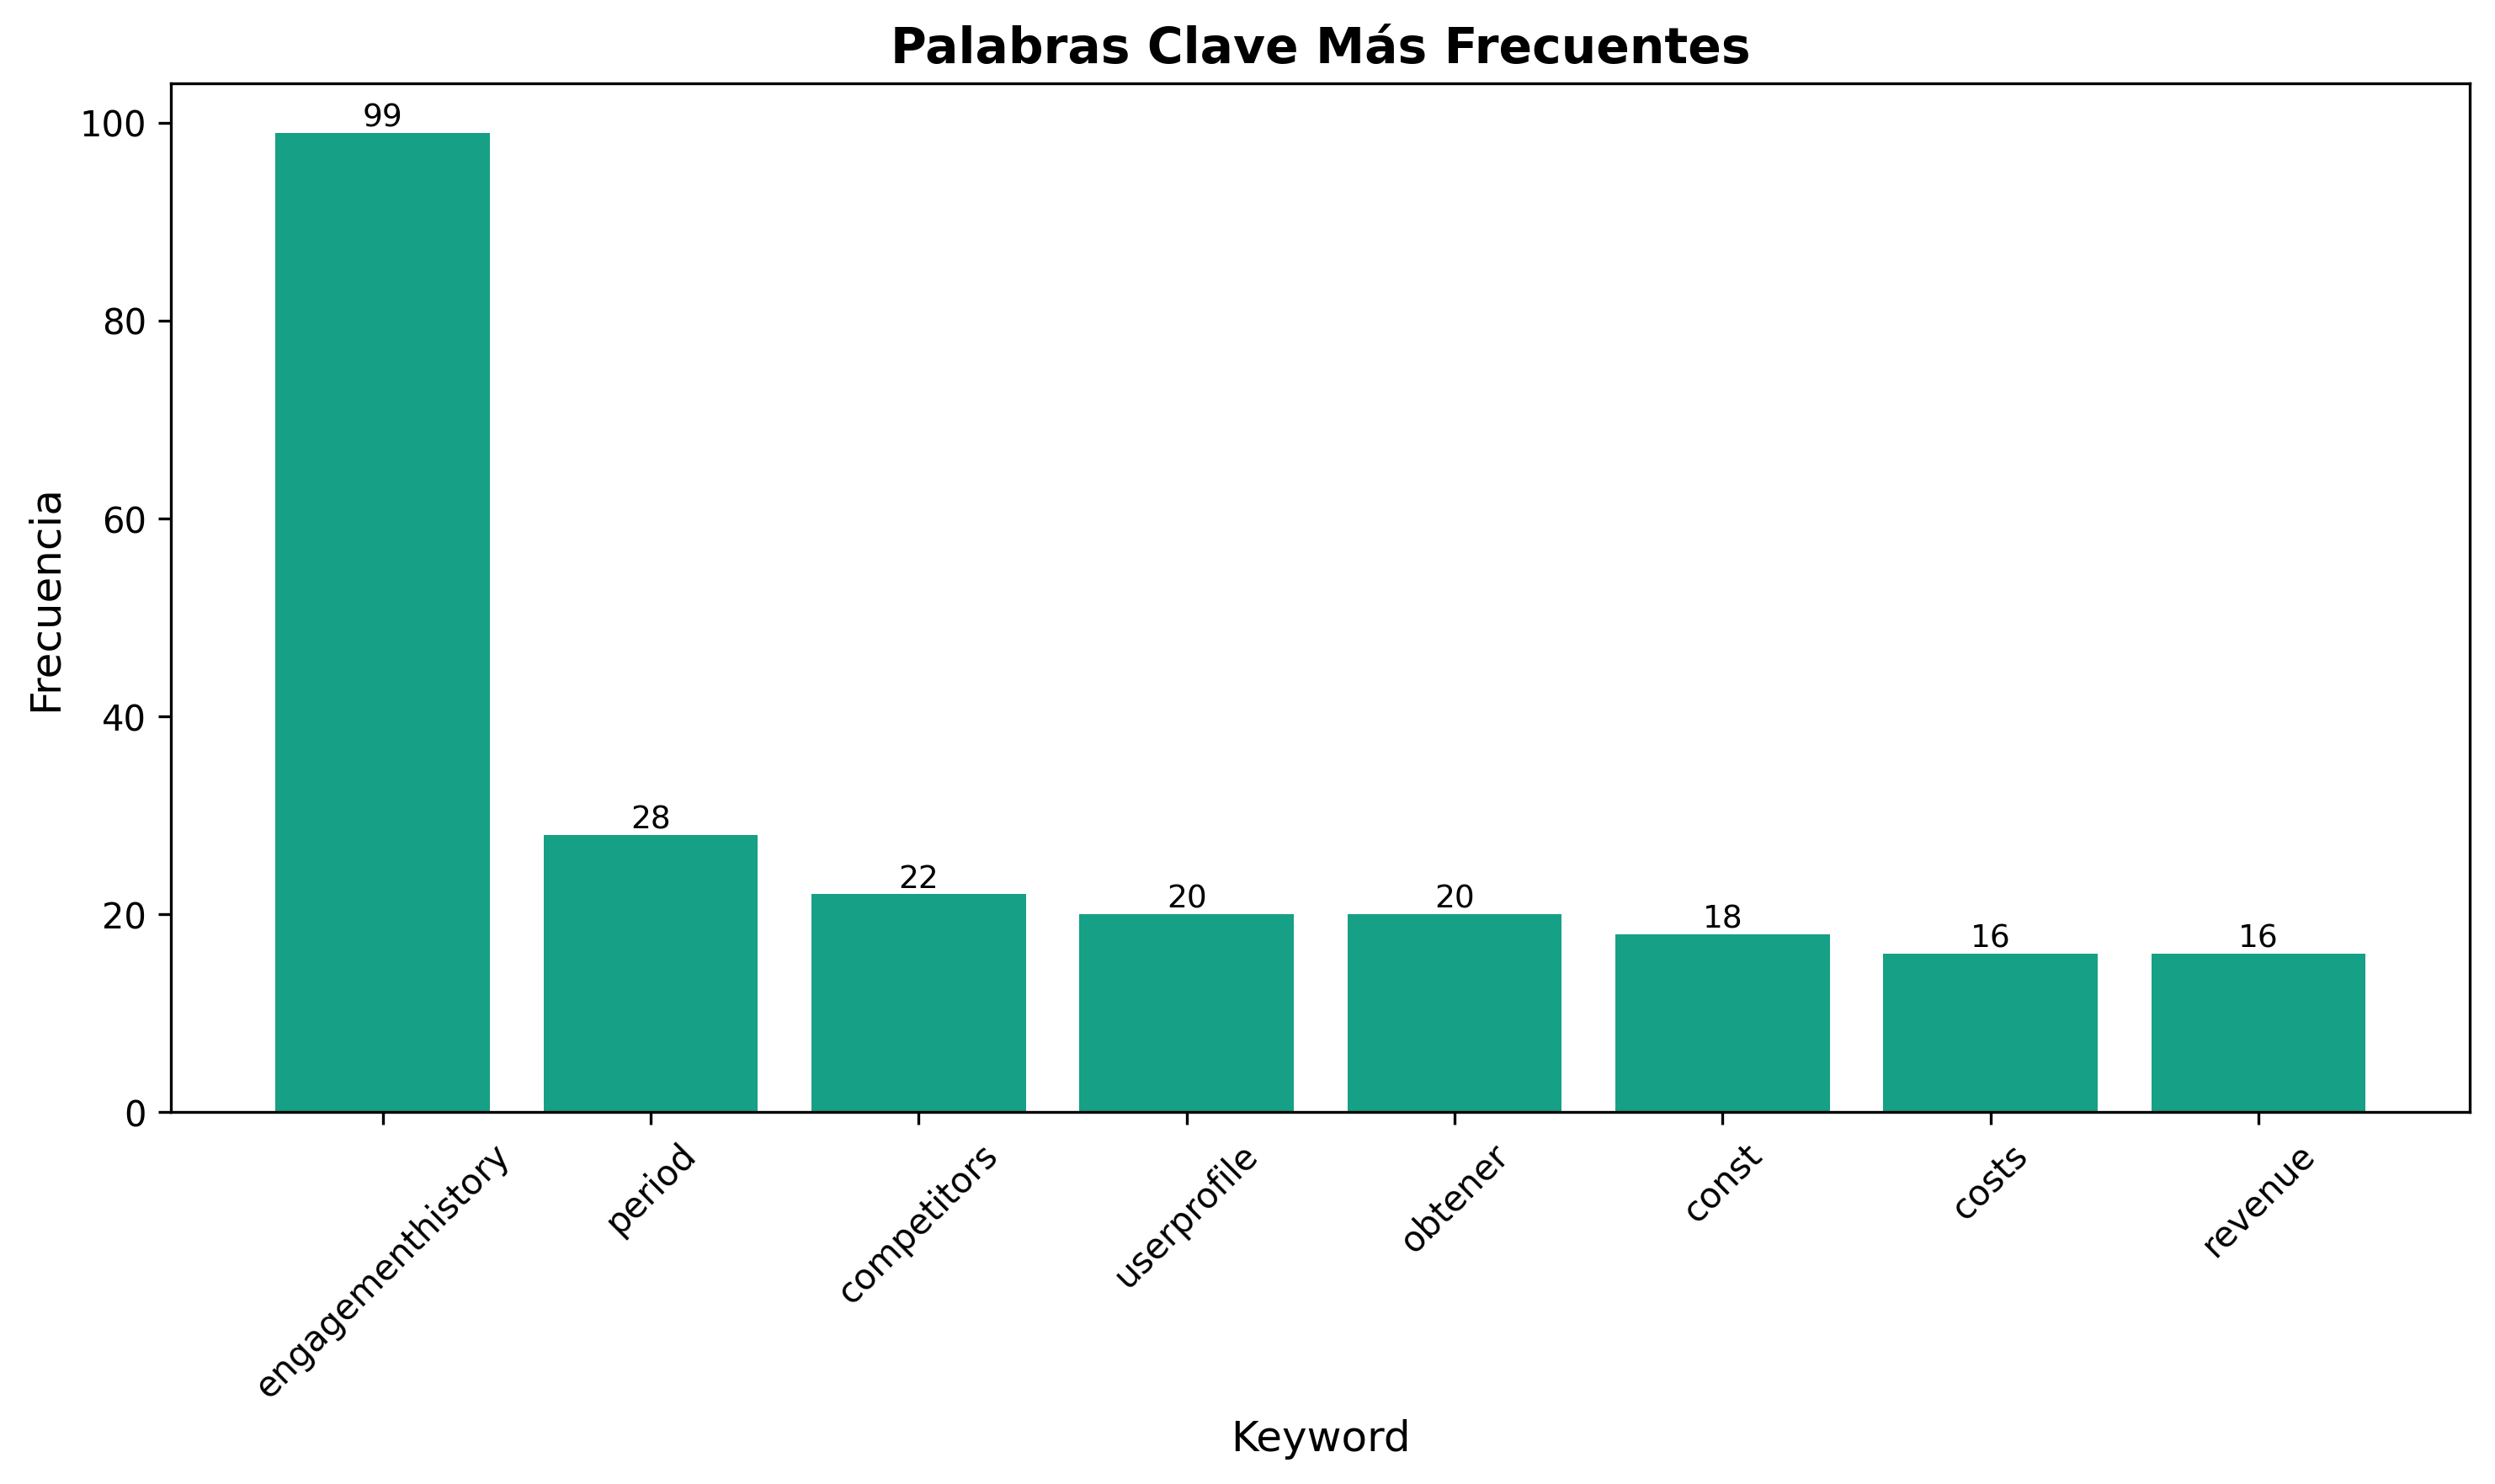 Palabras Clave Más Frecuentes
Frecuencia
100
80
60
40
20
0
99
28
22
20
20
18
16
16
engagementhistory
period
competitors
userprofile
obtener
const
costs
revenue
Keyword